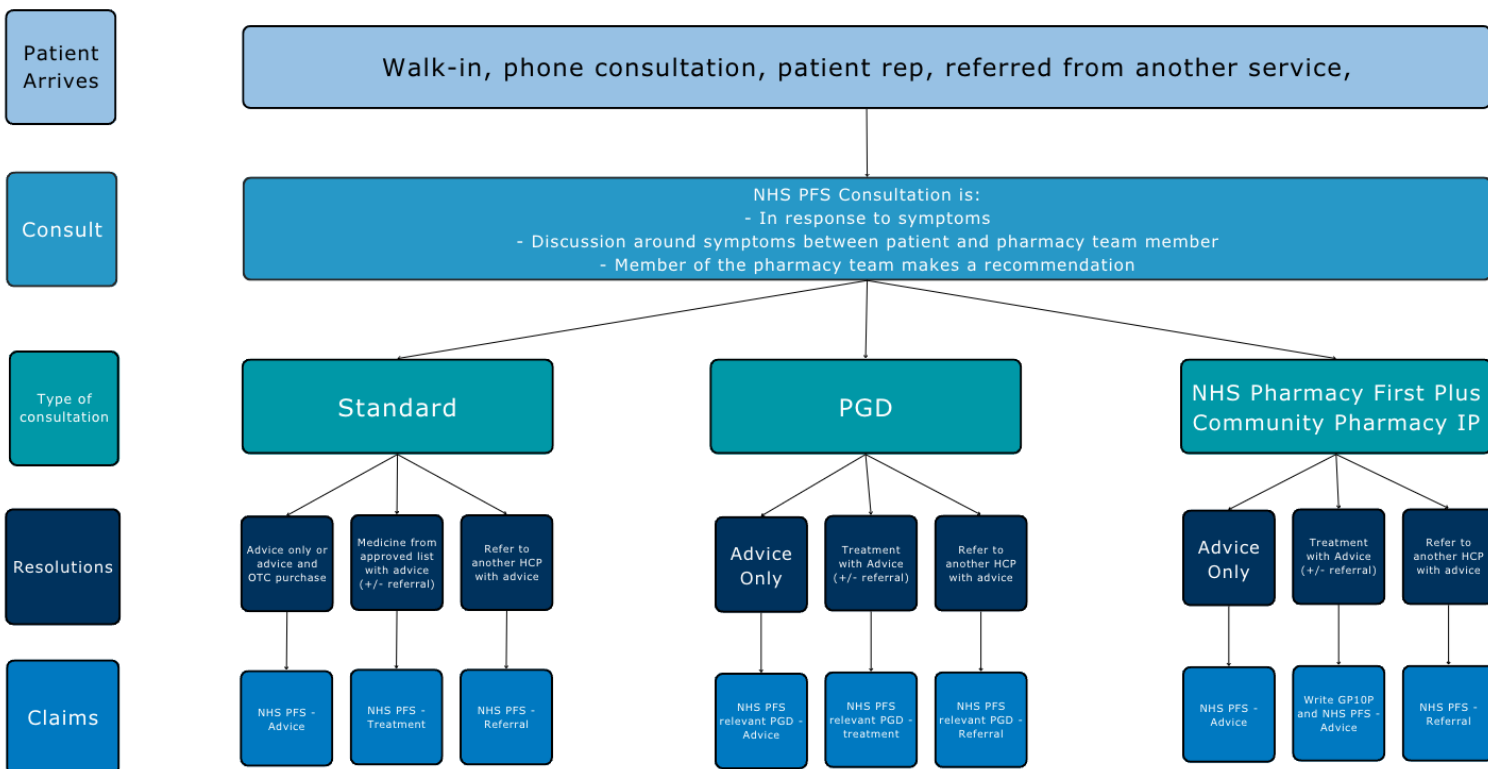 Patient
Arrives
Walk-in, phone consultation, patient rep, referred from another service,
Consult
NHS PFS Consultation is:
- In response to symptoms
- Discussion around symptoms between patient and pharmacy team member
- Member of the pharmacy team makes a recommendation
Type of
consultation
Standard
PGD
NHS Pharmacy First Plus
Community Pharmacy IP
Resolutions
Advice only or
advice and
OTC purchase
Medicine from
approved list
with advice
(+/- referral)
Refer to
another HCP
with advice
Advice
Only
Treatment
with Advice
(+/- referral)
Refer to
another HCP
with advice
Advice
Only
Treatment
with Advice
(+/- referral)
Refer to
another HCP
with advice
Claims
NHS PFS -
Advice
NHS PFS -
Treatment
NHS PFS -
Referral
NHS PFS
relevant PGD -
Advice
NHS PFS
relevant PGD -
treatment
NHS PFS
relevant PGD -
Referral
NHS PFS -
Advice
Write GP10P
and NHS PFS -
Advice
NHS PFS -
Referral